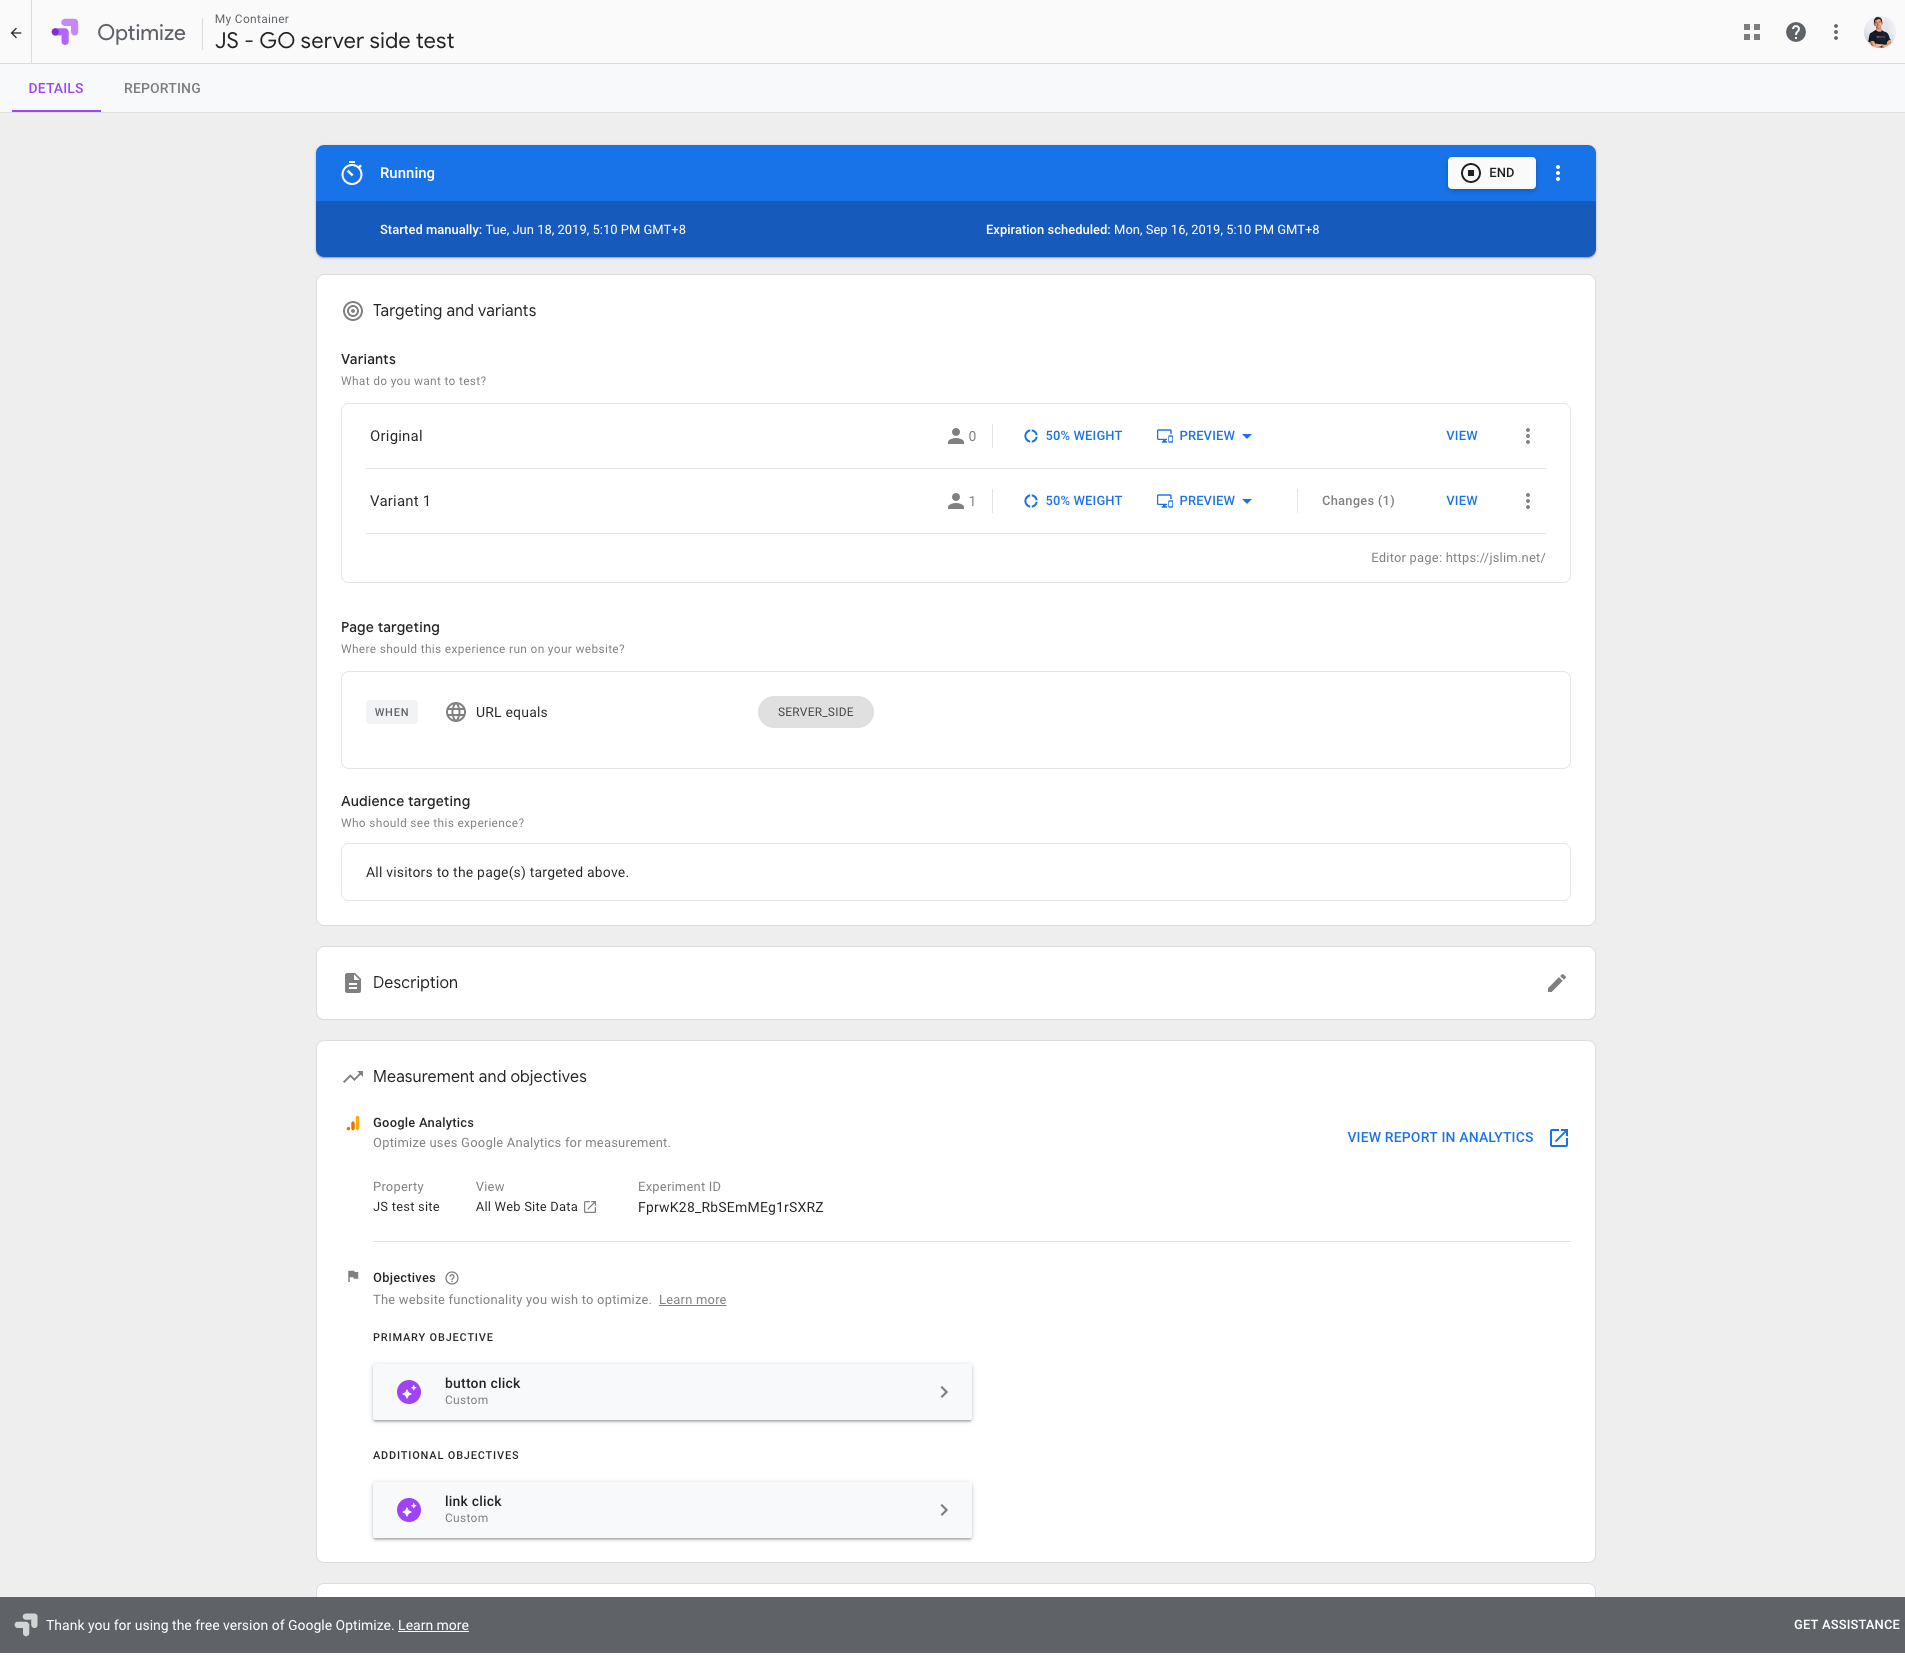 My Container
Optimize
JS - GO server side test
DETAILS
REPORTING
Running
END
Started manually: Tue, Jun 18, 2019, 5:10 PM GMT+8
Expiration scheduled: Mon, Sep 16, 2019, 5:10 PM GMT+8
Targeting and variants
Variants
What do you want to test?
Original
0
50% WEIGHT
PREVIEW
VIEW
Variant 1
1
50% WEIGHT
PREVIEW
Changes (1)
VIEW
Editor page: https://jslim.net/
Page targeting
Where should this experience run on your website?
WHEN
URL equals
SERVER_SIDE
Audience targeting
Who should see this experience?
All visitors to the page(s) targeted above.
Description
Measurement and objectives
Google Analytics
Optimize uses Google Analytics for measurement.
VIEW REPORT IN ANALYTICS
Property
View
Experiment ID
JS test site
All Web Site Data
FprwK28_RbSEmMEg1rSXRZ
Objectives
The website functionality you wish to optimize. Learn more
PRIMARY OBJECTIVE
button click
Custom
ADDITIONAL OBJECTIVES
link click
Custom
Thank you for using the free version of Google Optimize. Learn more
GET ASSISTANCE